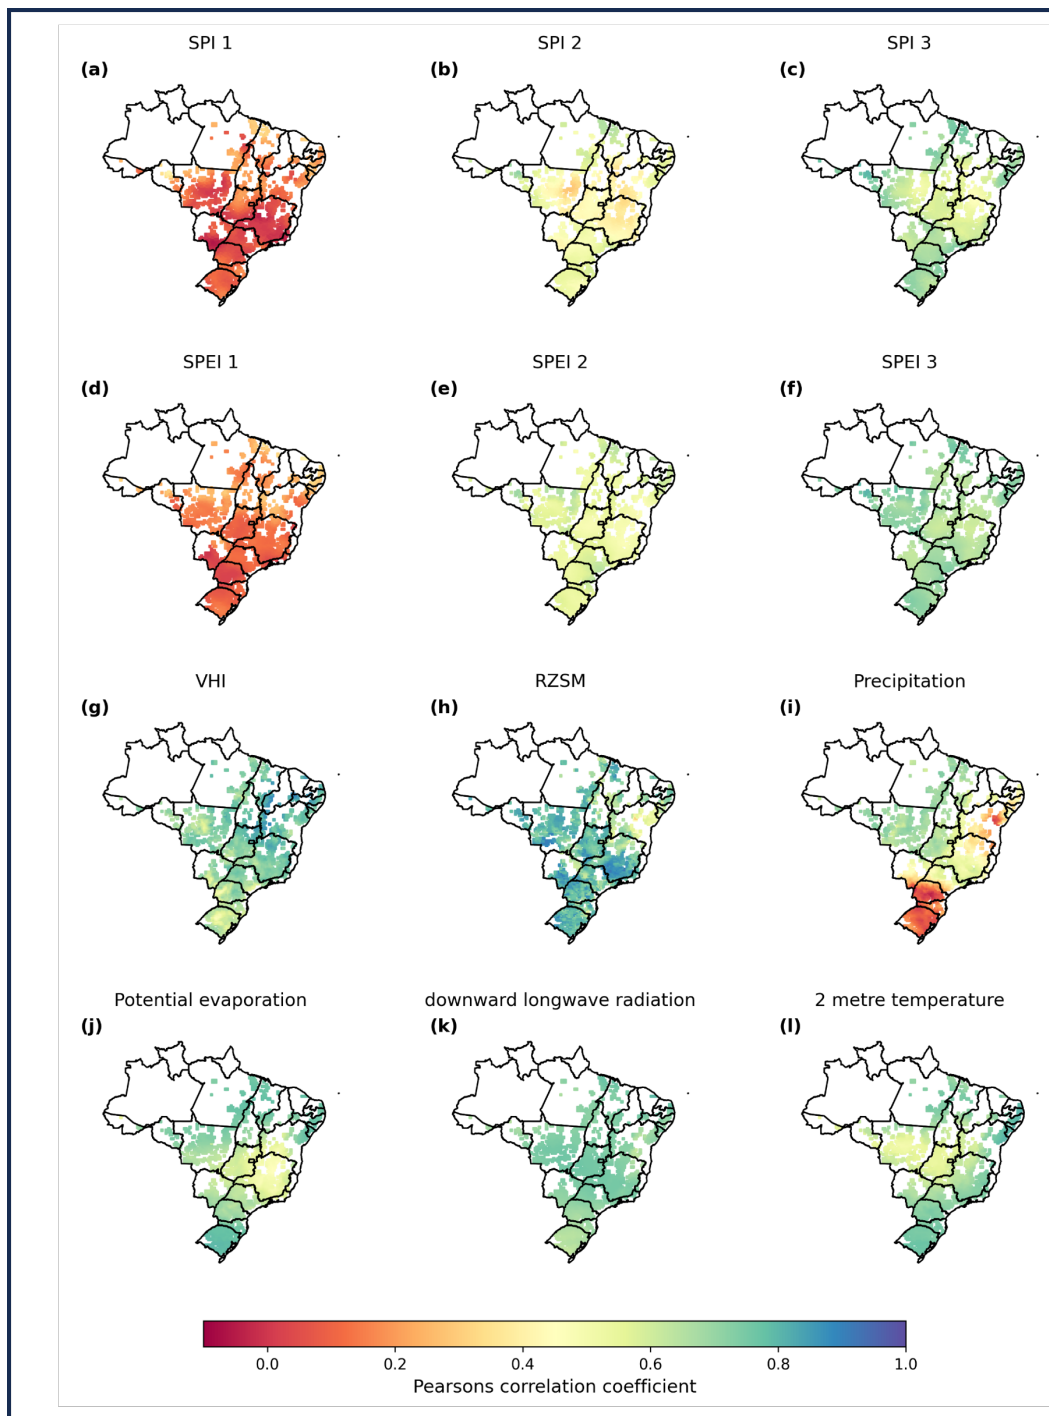 SPI 1 SPI 2 SPI 3
(a) (b) (c)
SPEI 1 SPEI 2 SPEI 3
(d) (e) (f)
VHI RZSM Precipitation
(g) (h) (i)
Potential evaporation downward longwave radiation 2 metre temperature
(j) (k) (l)
0.0 0.2 0.4 0.6 0.8 1.0
Pearsons correlation coefficient